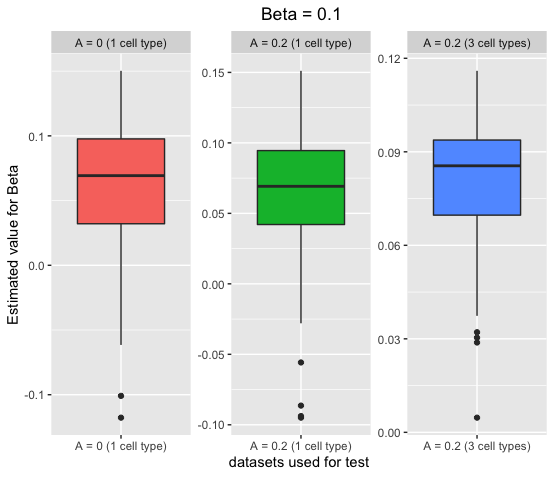 Beta = 0.1
A = 0 (1 cell type)
A = 0.2 (1 cell type)
A = 0.2 (3 cell types)
Estimated value for Beta
0.1
0.0
-0.1
0.15
0.10
0.05
0.00
-0.05
-0.10
0.12
0.09
0.06
0.03
0.00
A = 0 (1 cell type)
A = 0.2 (1 cell type)
A = 0.2 (3 cell types)
datasets used for test